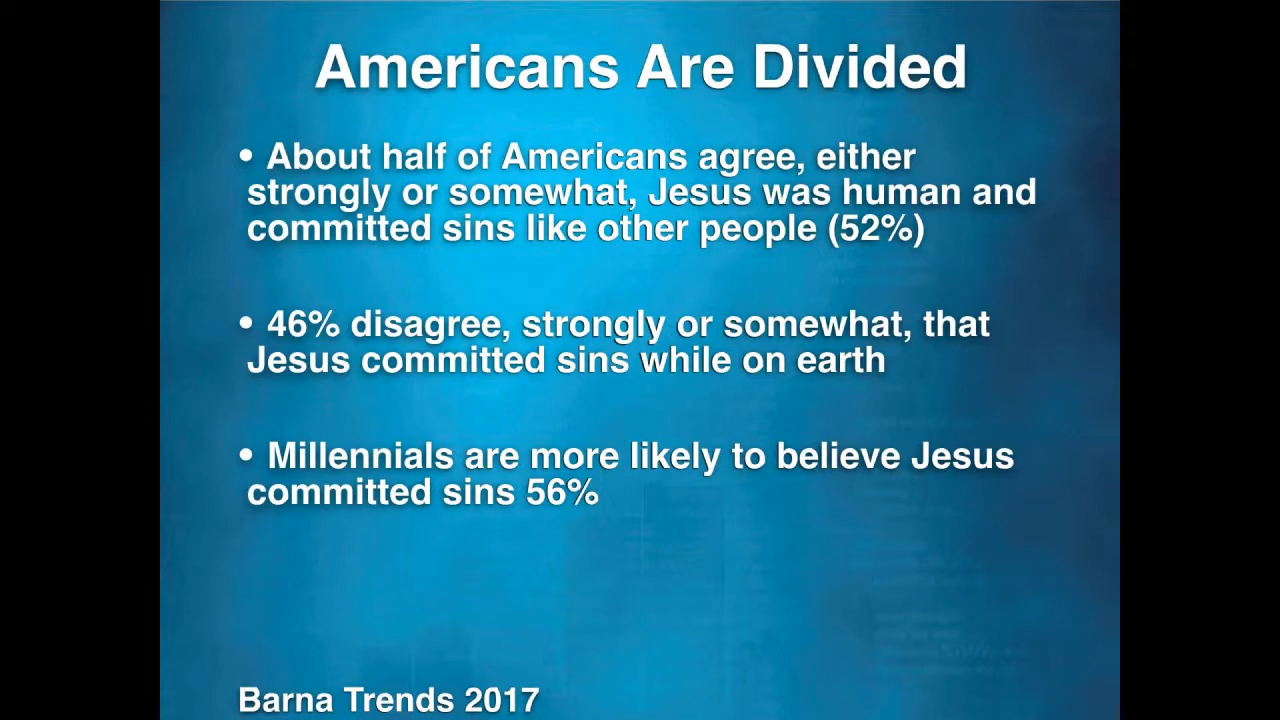 Americans Are Divided
• About half of Americans agree, either
strongly or somewhat, Jesus was human and
committed sins like other people (52%)
• 46% disagree, strongly or somewhat, that
Jesus committed sins while on earth
• Millennials are more likely to believe Jesus
committed sins 56%
Barna Trends 2017